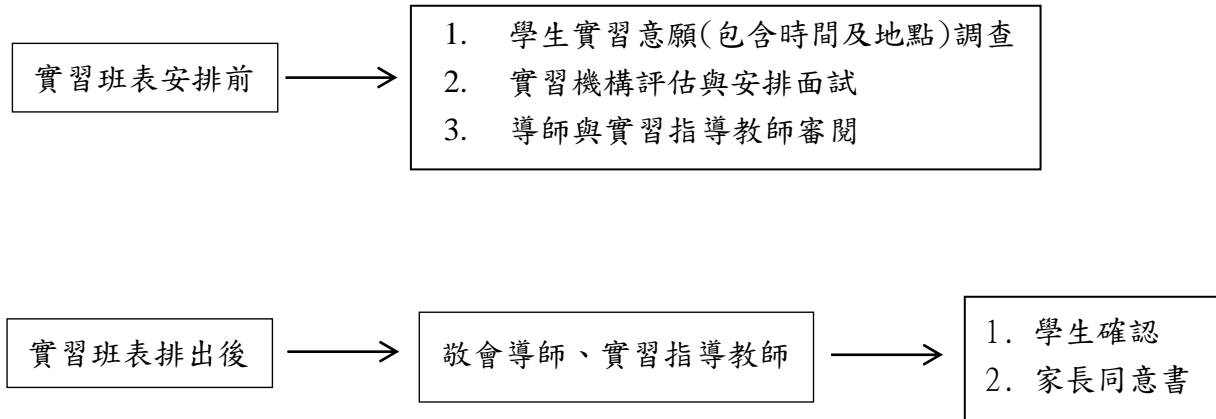 實習班表安排前
1. 學生實習意願(包含時間及地點)調查
2. 實習機構評估與安排面試
3. 導師與實習指導教師審閱
實習班表排出後
敬會導師、實習指導教師
1. 學生確認
2. 家長同意書